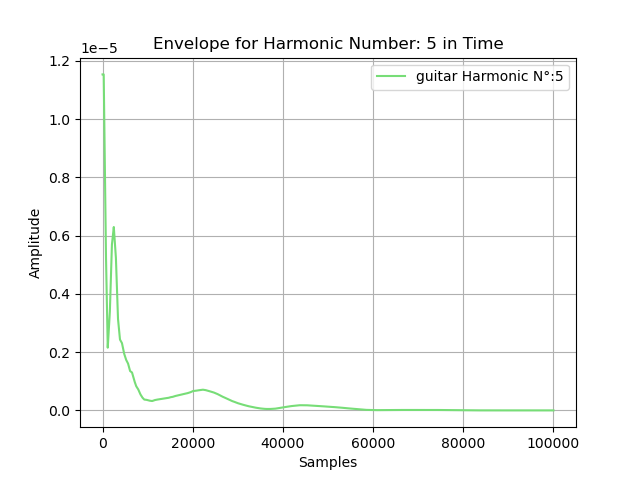 Envelope for Harmonic Number: 5 in Time
1e−5
guitar Harmonic N°:5
1.2
1.0
0.8
0.6
0.4
0.2
0.0
Amplitude
0 20000 40000 60000 80000 100000
Samples